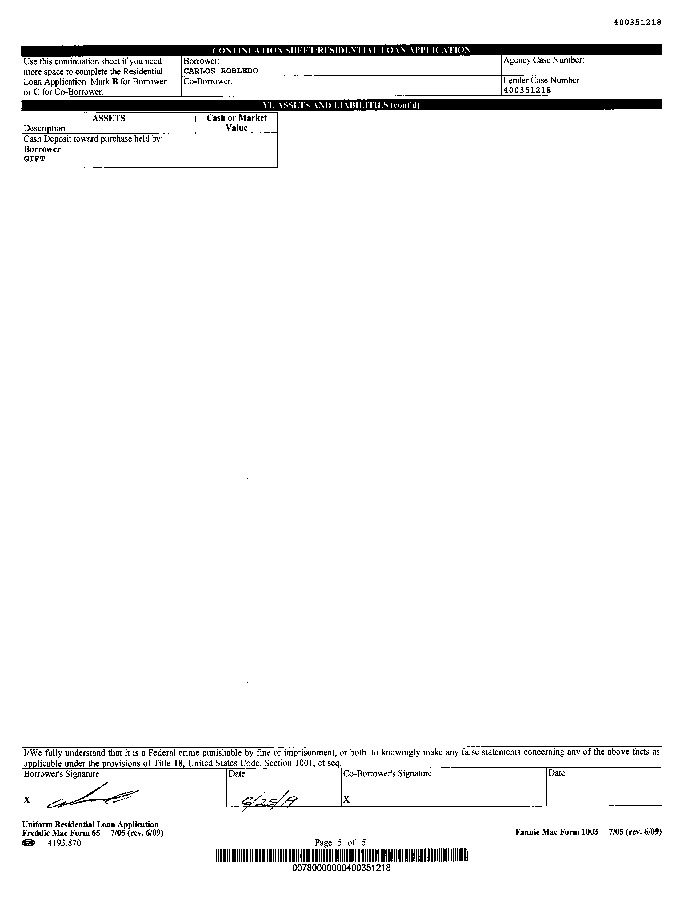 400351218
CONTINUATION SHEET/RESIDENTIAL LOAN APPLICATION
Use this continuation sheet if you need
more space to complete the Residential
Loan Application. Mark B for Borrower
or C for Co-Borrower.
Borrower:
CARLOS ROBLEDO
Co-Borrower:
Agency Case Number:
Lender Case Number:
400351218
VI. ASSETS AND LIABILITIES (cont'd)
ASSETS
Description
Cash or Market
Value
Cash Deposit toward purchase held by:
Borrower
GIFT
I/We fully understand that it is a Federal crime punishable by fine or imprisonment, or both, to knowingly make any false statements concerning any of the above facts as
applicable under the provisions of Title 18, United States Code, Section 1001, et seq.
Borrower's Signature
Date
Co-Borrower's Signature
Date
X
X
Uniform Residential Loan Application
Freddie Mac Form 65 7/05 (rev. 6/09)
Fannie Mae Form 1003 7/05 (rev. 6/09)
4193.870
Page 5 of 5
00780000000400351218